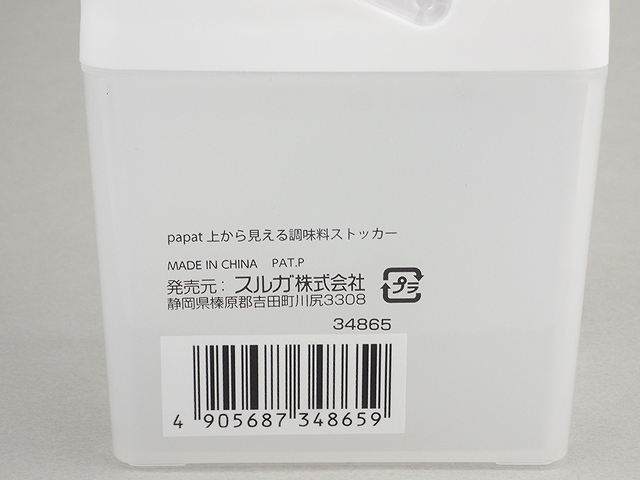 papat 上から見える調味料ストッカー
MADE IN CHINA PAT.P
発売元：スルガ株式会社
静岡県榛原郡吉田町川尻3308
プラ
34865
4 905687 348659